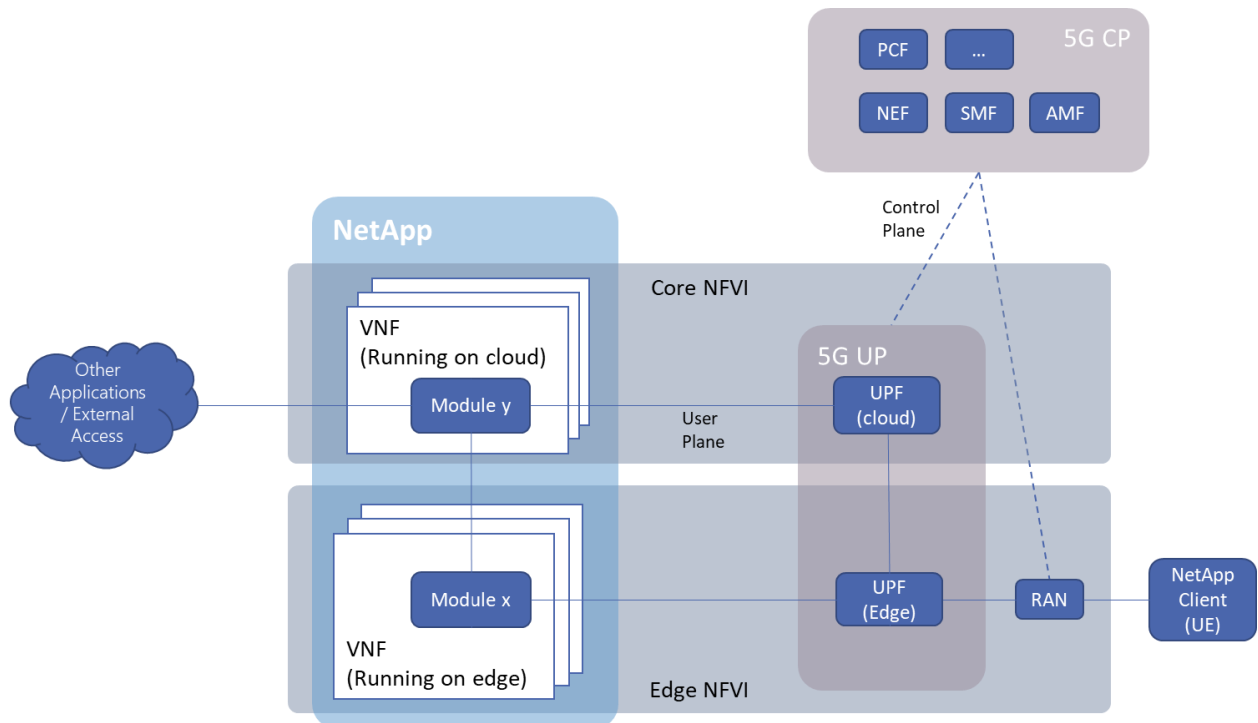 5G CP
PCF
...
NEF
SMF
AMF
Control
Plane
NetApp
Core NFVI
VNF
(Running on cloud)
5G UP
Other
Applications
/ External
Access
Module y
User
Plane
UPF
(cloud)
Module x
UPF
(Edge)
RAN
NetApp
Client
(UE)
VNF
(Running on edge)
Edge NFVI